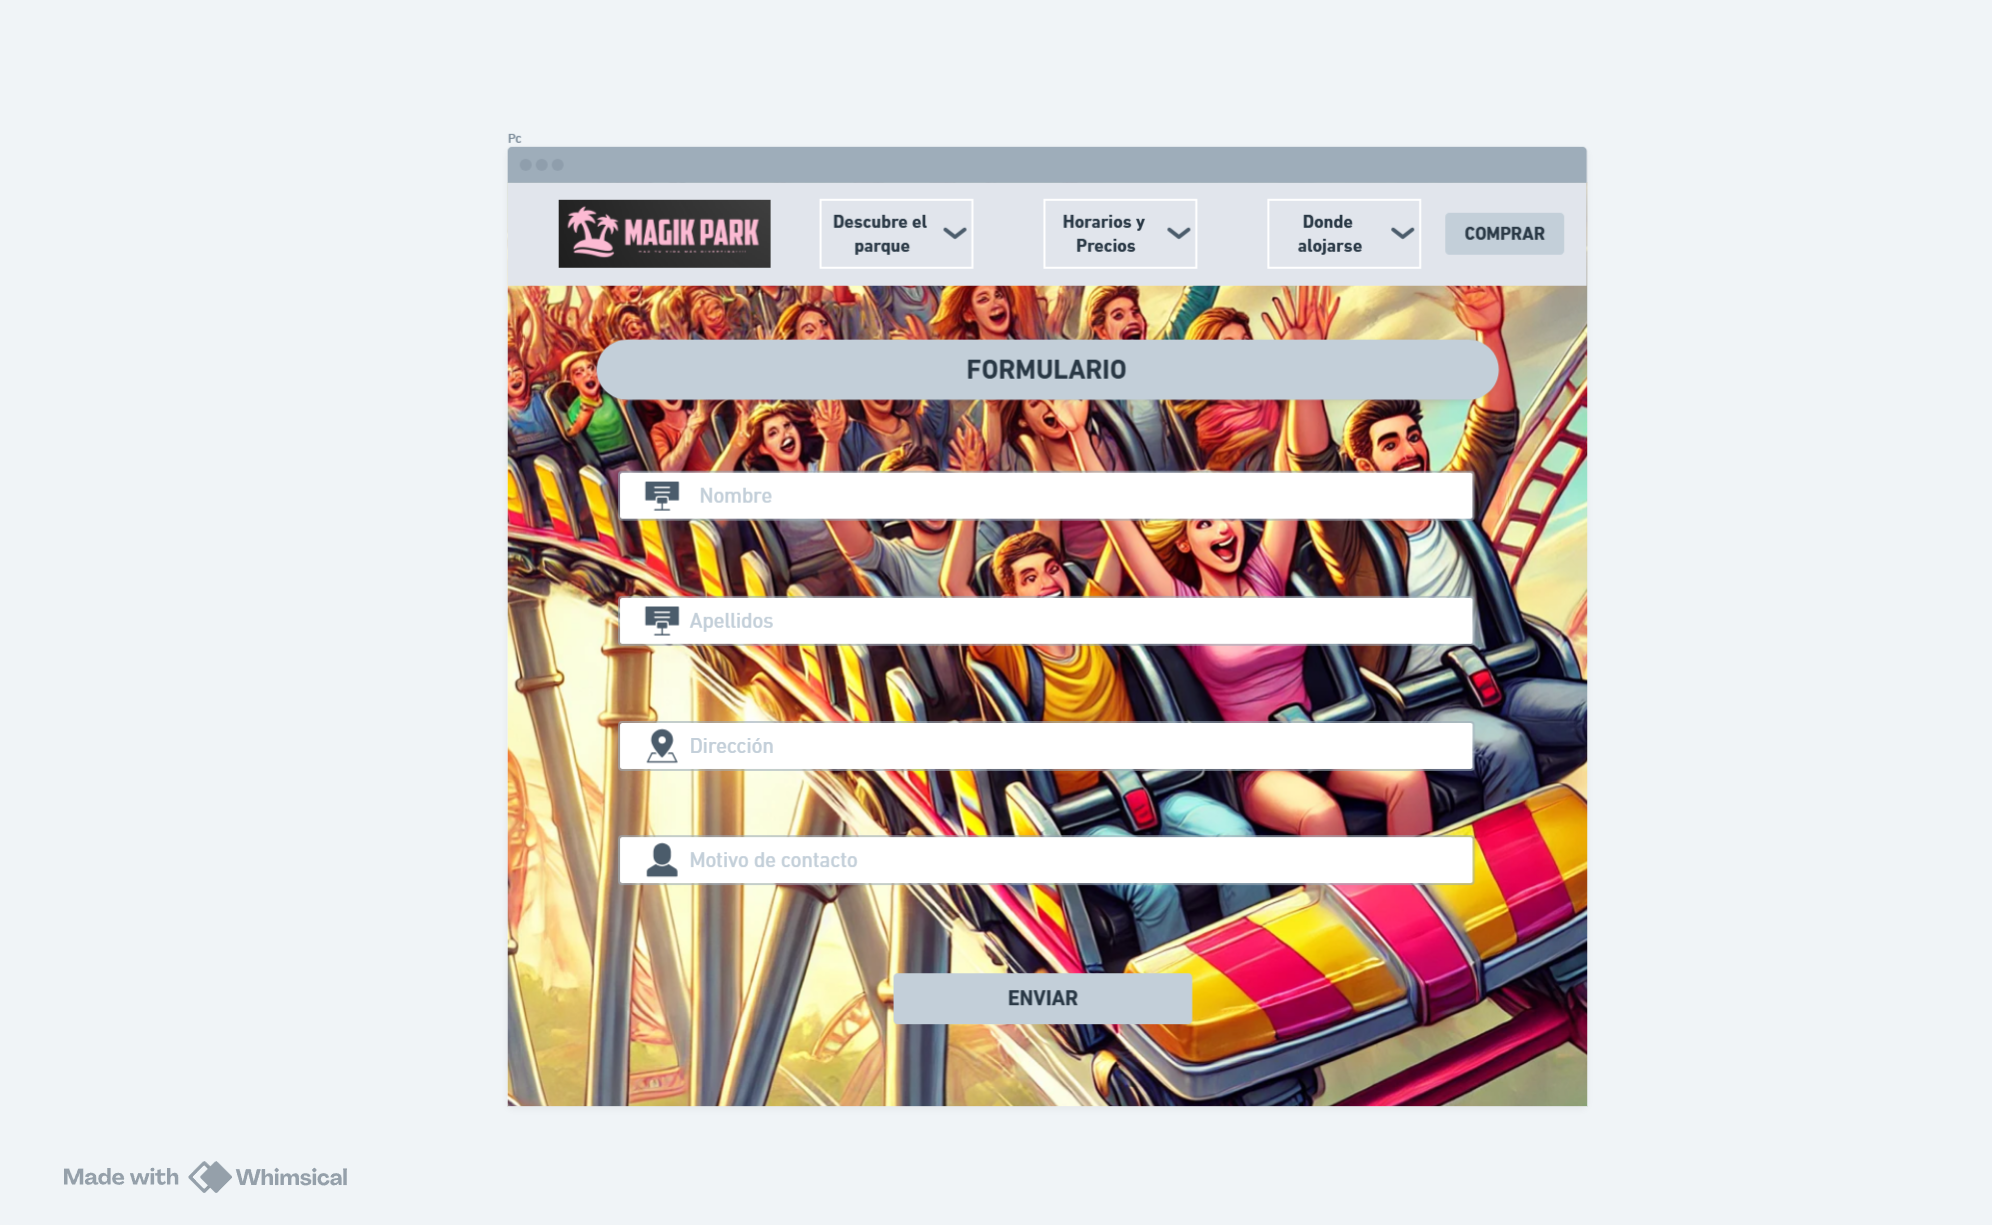 Pc
MAGIK PARK
Descubre el
parque
Horarios y
Precios
Donde
alojarse
COMPRAR
FORMULARIO
Nombre
Apellidos
Dirección
Motivo de contacto
ENVIAR
Made with Whimsical